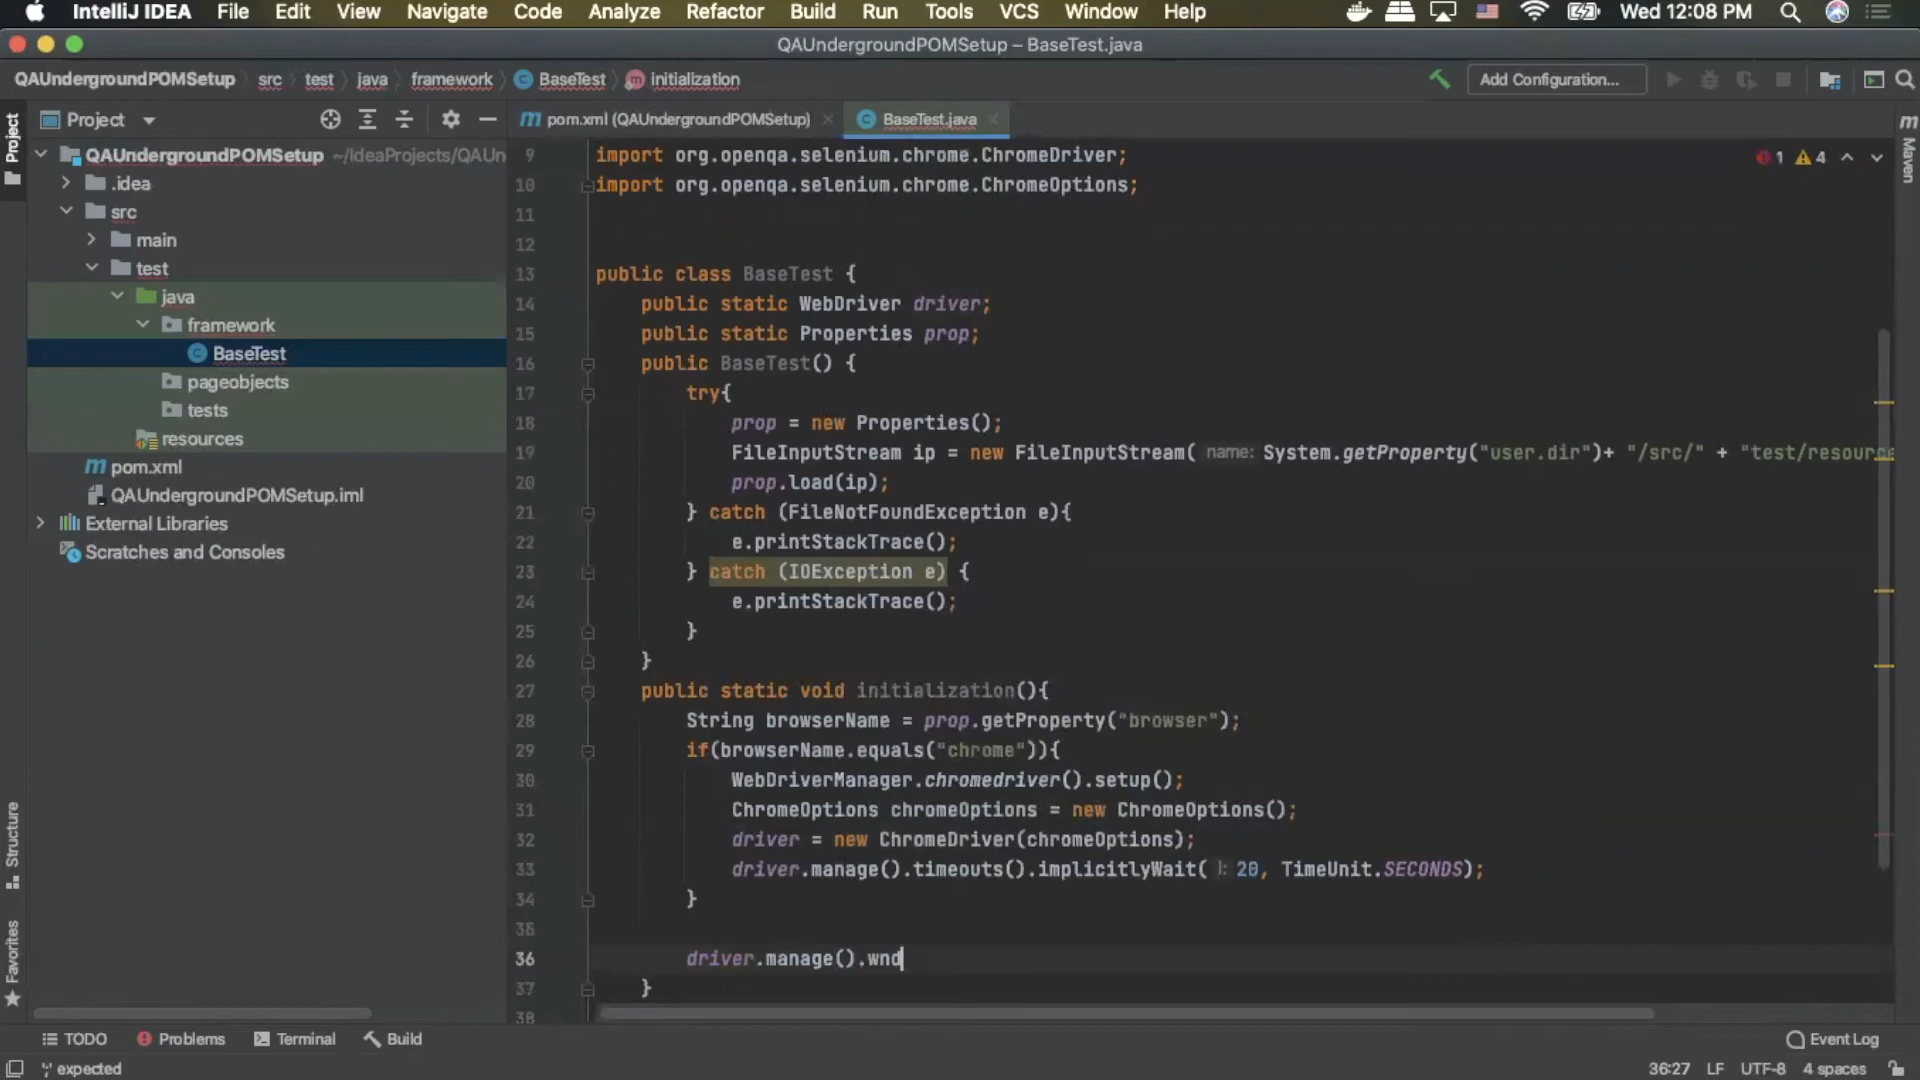 IntelliJ IDEA File Edit View Navigate Code Analyze Refactor Build Run Tools VCS Window Help Wed 12:08 PM
QAUndergroundPOMSetup – BaseTest.java
QAUndergroundPOMSetup src test java framework BaseTest initialization Add Configuration...
Project pom.xml (QAUndergroundPOMSetup) BaseTest.java
Project
Maven
QAUndergroundPOMSetup ~/IdeaProjects/QAUn
.idea
src
main
test
java
framework
BaseTest
pageobjects
tests
resources
pom.xml
QAUndergroundPOMSetup.iml
External Libraries
Scratches and Consoles
1 4
9 import org.openqa.selenium.chrome.ChromeDriver;
10 import org.openqa.selenium.chrome.ChromeOptions;
11
12
13 public class BaseTest {
14 public static WebDriver driver;
15 public static Properties prop;
16 public BaseTest() {
17 try{
18 prop = new Properties();
19 FileInputStream ip = new FileInputStream( name: System.getProperty("user.dir")+ "/src/" + "test/resource
20 prop.load(ip);
21 } catch (FileNotFoundException e){
22 e.printStackTrace();
23 } catch (IOException e) {
24 e.printStackTrace();
25 }
26 }
27 public static void initialization(){
28 String browserName = prop.getProperty("browser");
29 if(browserName.equals("chrome")){
30 WebDriverManager.chromedriver().setup();
31 ChromeOptions chromeOptions = new ChromeOptions();
32 driver = new ChromeDriver(chromeOptions);
33 driver.manage().timeouts().implicitlyWait( l: 20, TimeUnit.SECONDS);
34 }
35
36 driver.manage().wnd
37 }
38
Structure
Favorites
TODO Problems Terminal Build Event Log
';' expected 36:27 LF UTF-8 4 spaces